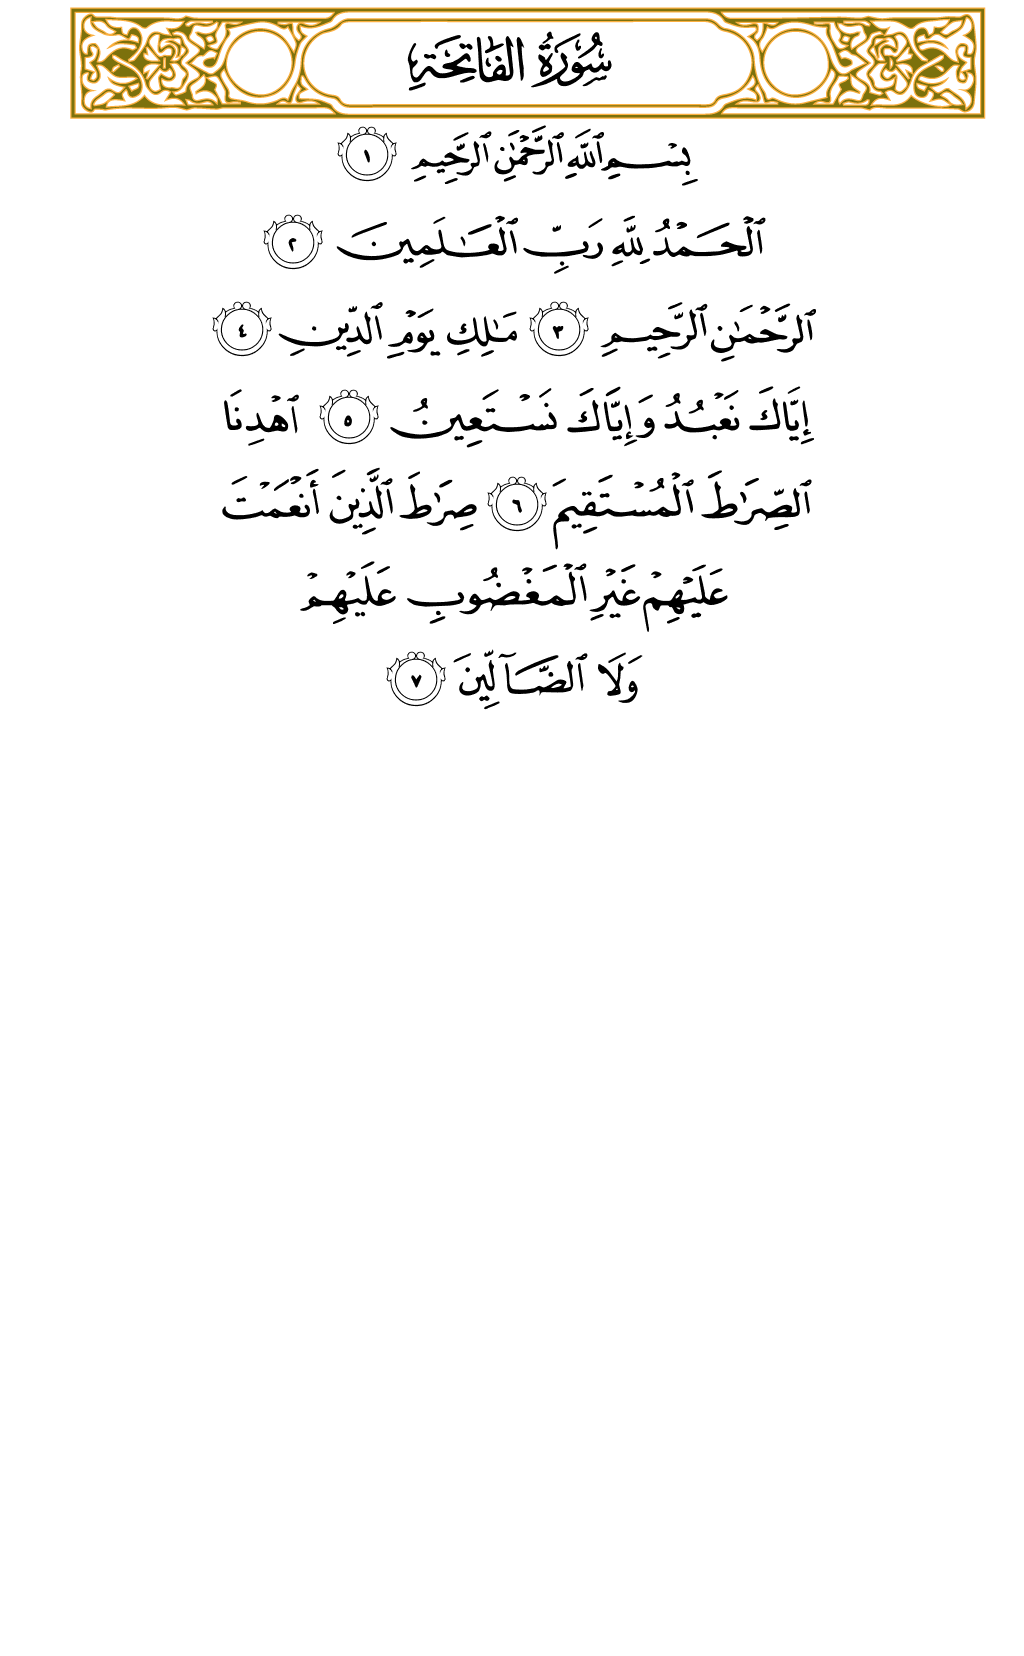 سُورَةُ الفَاتِحَةِ
بِسۡمِ ٱللَّهِ ٱلرَّحۡمَٰنِ ٱلرَّحِيمِ ١
ٱلۡحَمۡدُ لِلَّهِ رَبِّ ٱلۡعَٰلَمِينَ ٢
ٱلرَّحۡمَٰنِ ٱلرَّحِيمِ ٣ مَٰلِكِ يَوۡمِ ٱلدِّينِ ٤
إِيَّاكَ نَعۡبُدُ وَإِيَّاكَ نَسۡتَعِينُ ٥ ٱهۡدِنَا
ٱلصِّرَٰطَ ٱلۡمُسۡتَقِيمَ ٦ صِرَٰطَ ٱلَّذِينَ أَنۡعَمۡتَ
عَلَيۡهِمۡ غَيۡرِ ٱلۡمَغۡضُوبِ عَلَيۡهِمۡ
وَلَا ٱلضَّآلِّينَ ٧